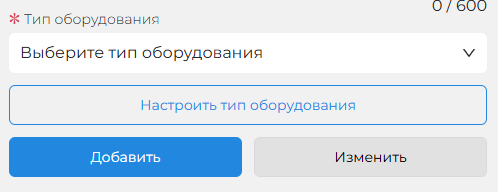 0 / 600
* Тип оборудования
Выберите тип оборудования
Настроить тип оборудования
Добавить Изменить